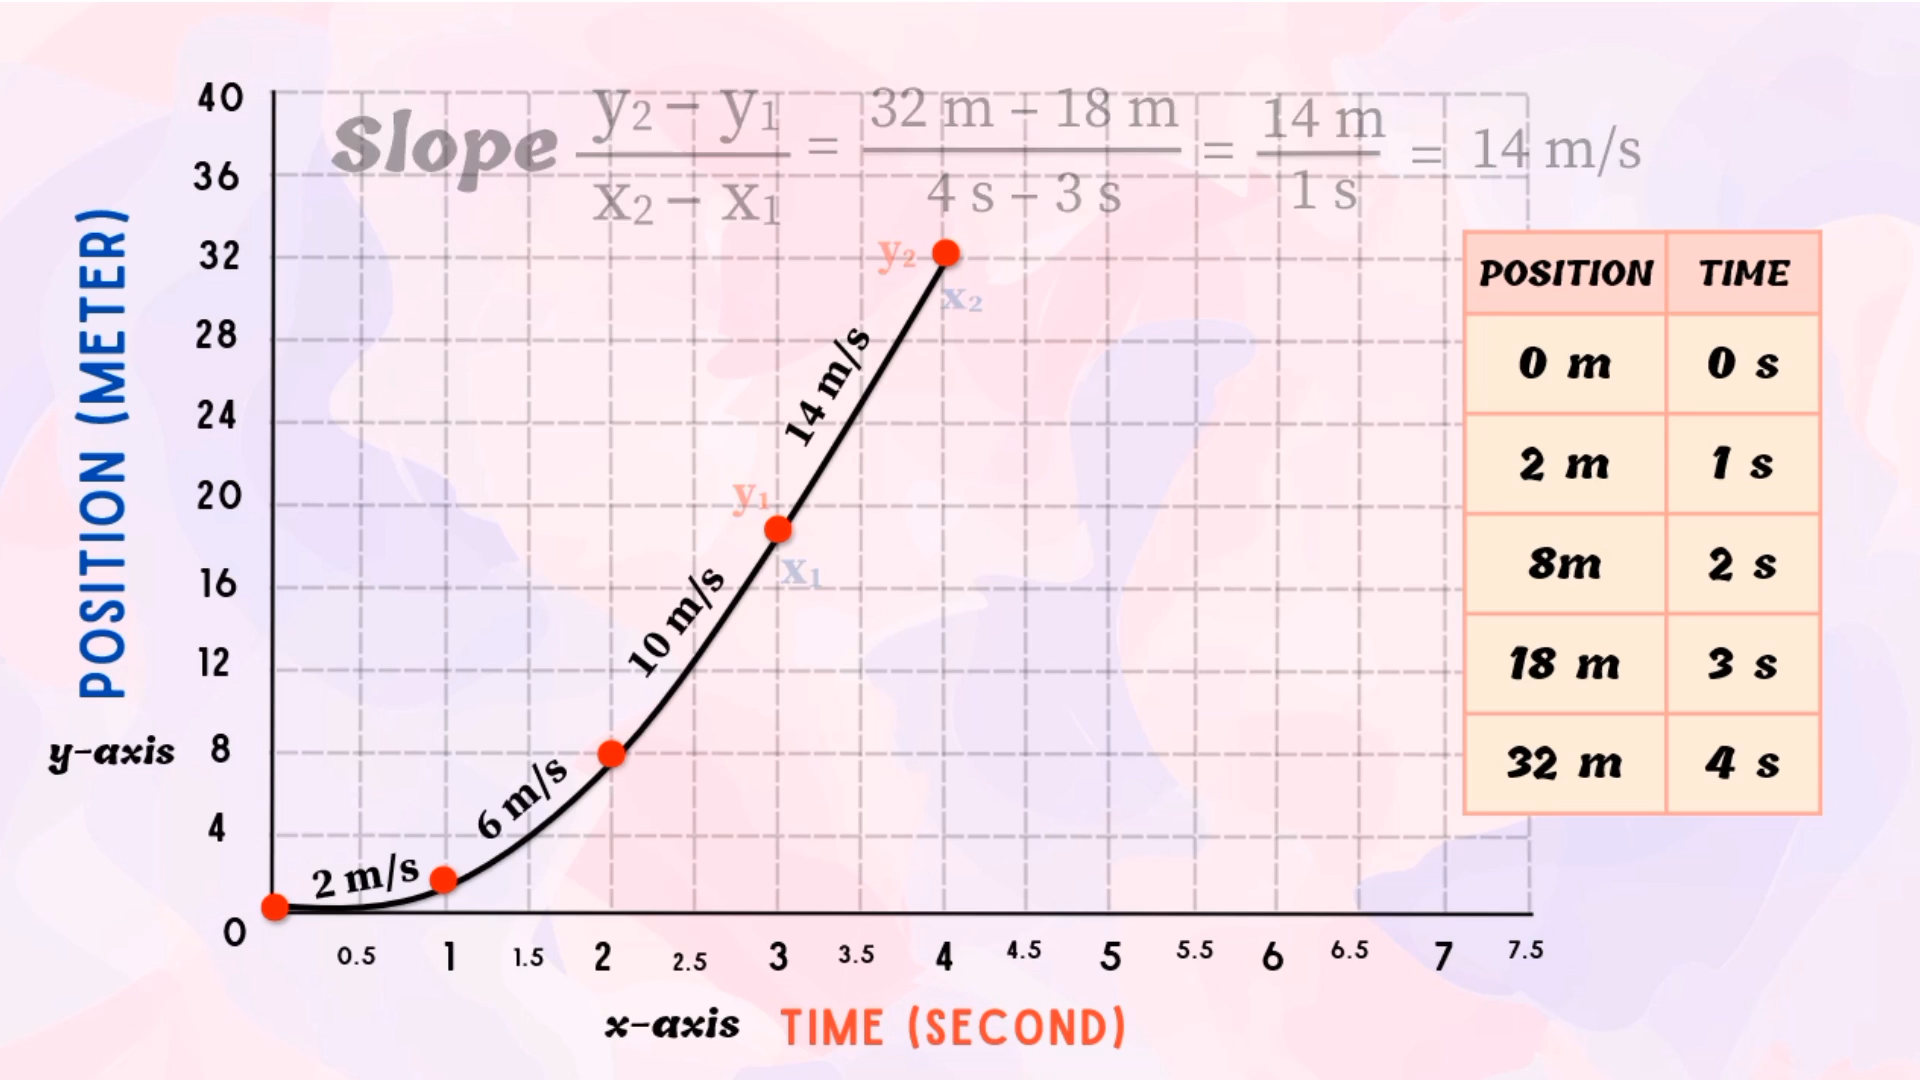 40
36
32
28
24
20
16
12
8
4
0
POSITION (METER)
y-axis
Slope y₂ – y₁ / x₂ – x₁ = 32 m – 18 m / 4 s – 3 s = 14 m / 1 s = 14 m/s
y₂
x₂
14 m/s
y₁
x₁
10 m/s
6 m/s
2 m/s
POSITION TIME
0 m 0 s
2 m 1 s
8m 2 s
18 m 3 s
32 m 4 s
0.5 1 1.5 2 2.5 3 3.5 4 4.5 5 5.5 6 6.5 7 7.5
x-axis TIME (SECOND)